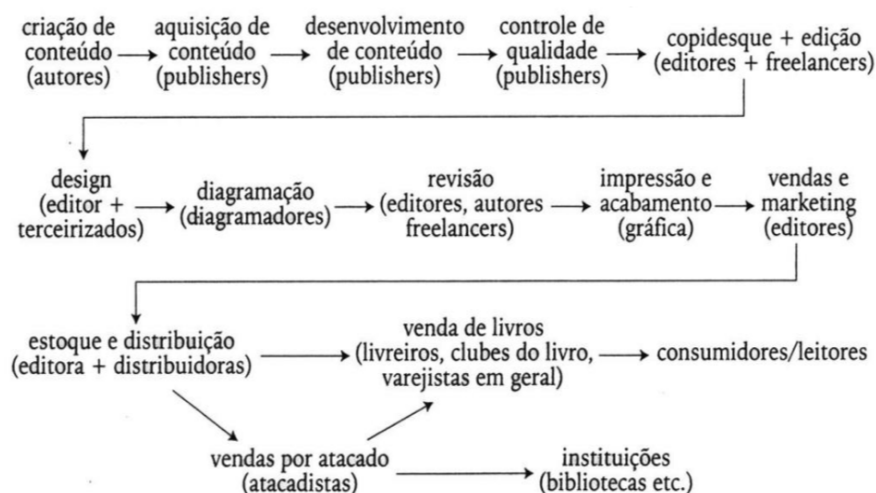 criação de conteúdo (autores)
aquisição de conteúdo (publishers)
desenvolvimento de conteúdo (publishers)
controle de qualidade (publishers)
copidesque + edição (editores + freelancers)
design (editor + terceirizados)
diagramação (diagramadores)
revisão (editores, autores freelancers)
impressão e acabamento (gráfica)
vendas e marketing (editores)
estoque e distribuição (editora + distribuidoras)
venda de livros (livreiros, clubes do livro, varejistas em geral)
consumidores/leitores
vendas por atacado (atacadistas)
instituições (bibliotecas etc.)